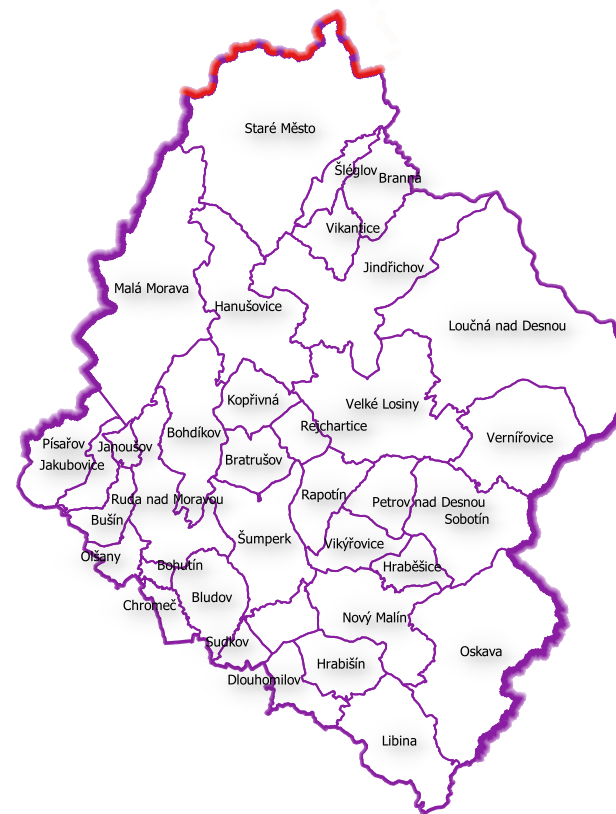 Staré Město
Šléglov
Branná
Vikantice
Jindřichov
Malá Morava
Hanušovice
Loučná nad Desnou
Kopřivná
Velké Losiny
Rejchartice
Bohdíkov
Vernířovice
Písařov
Janoušov
Jakubovice
Bratrušov
Ruda nad Moravou
Rapotín
Petrov nad Desnou
Sobotín
Bušín
Šumperk
Vikýřovice
Olšany
Bohutín
Hraběšice
Bludov
Chromeč
Nový Malín
Sudkov
Oskava
Hrabišín
Dlouhomilov
Libina